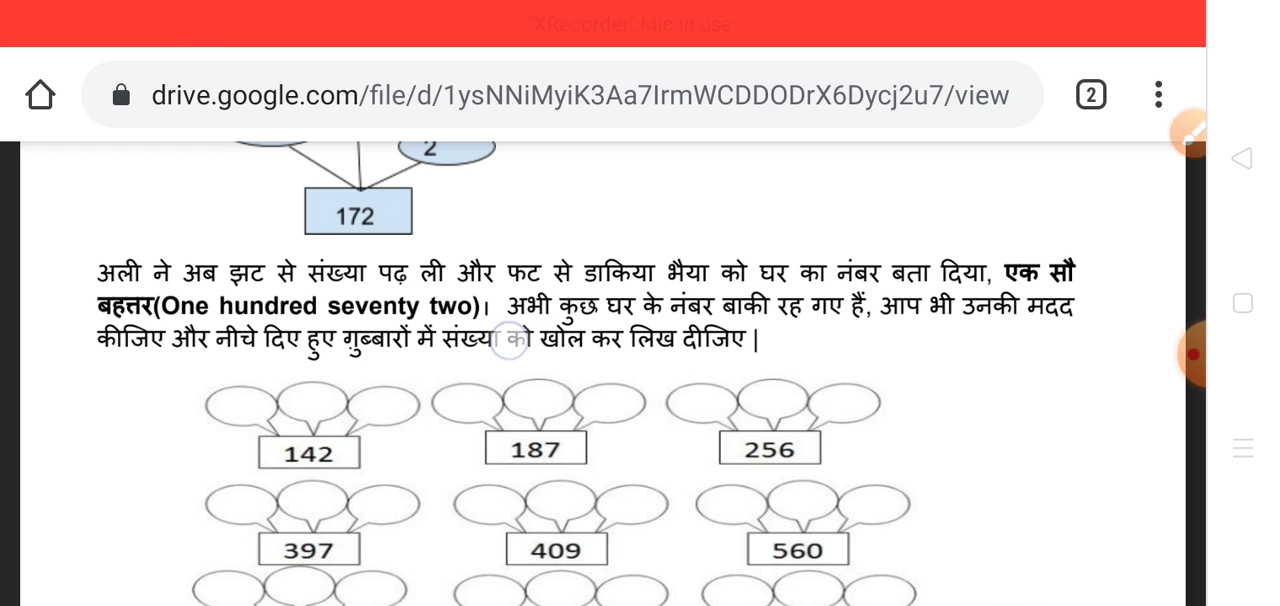 "XRecorder".Mic in use
drive.google.com/file/d/1ysNNiMyiK3Aa7IrmWCDDODrX6Dycj2u7/view
2
2
172
अली ने अब झट से संख्या पढ़ ली और फट से डाकिया भैया को घर का नंबर बता दिया, एक सौ
बहत्तर(One hundred seventy two)। अभी कुछ घर के नंबर बाकी रह गए हैं, आप भी उनकी मदद
कीजिए और नीचे दिए हुए गुब्बारों में संख्या को खोल कर लिख दीजिए |
142 187 256
397 409 560